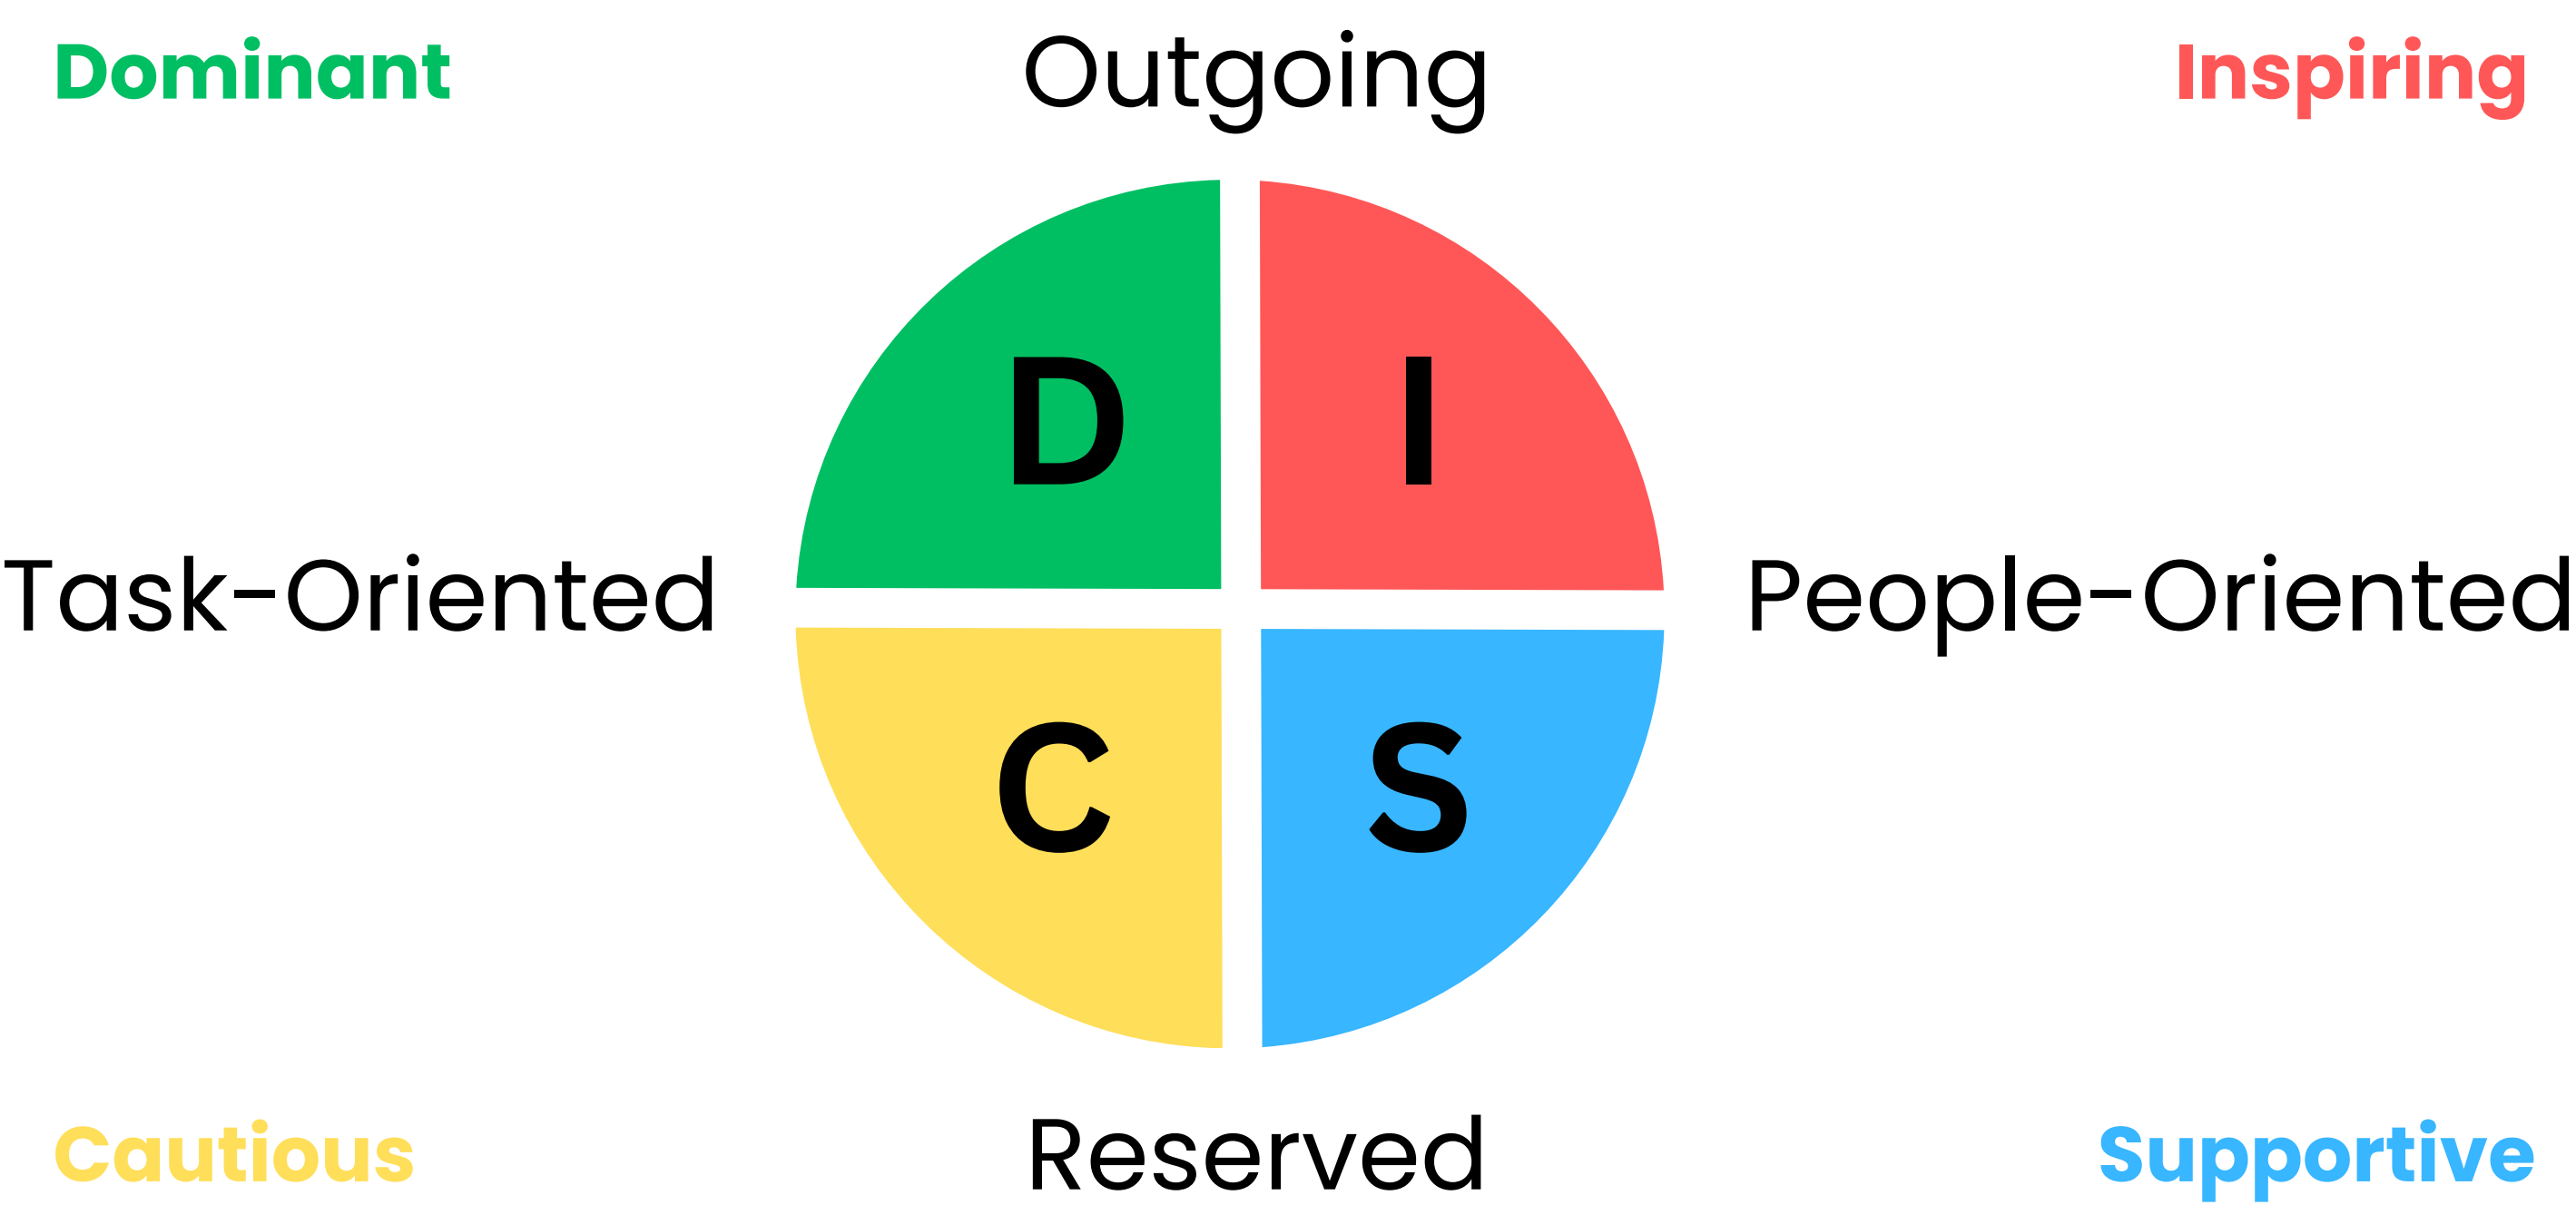 Dominant
Outgoing
Inspiring
D
I
Task-Oriented
People-Oriented
C
S
Cautious
Reserved
Supportive